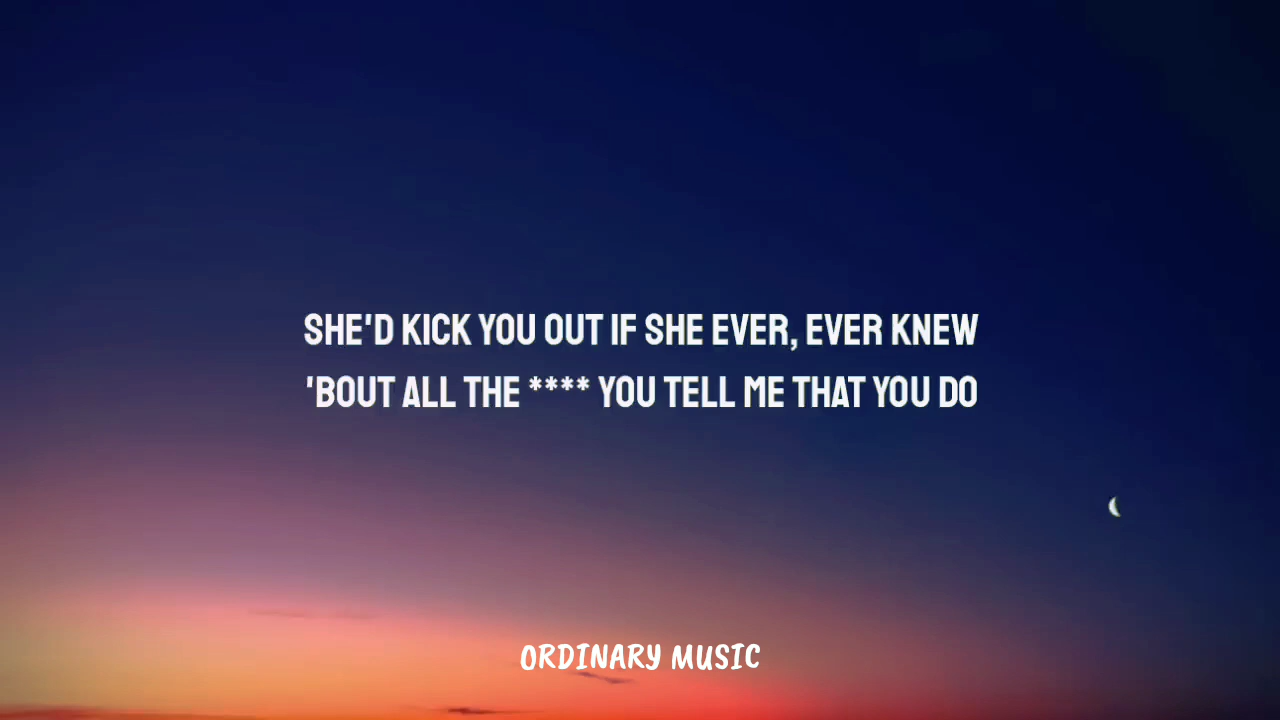 SHE'D KICK YOU OUT IF SHE EVER, EVER KNEW
'BOUT ALL THE **** YOU TELL ME THAT YOU DO
ORDINARY MUSIC